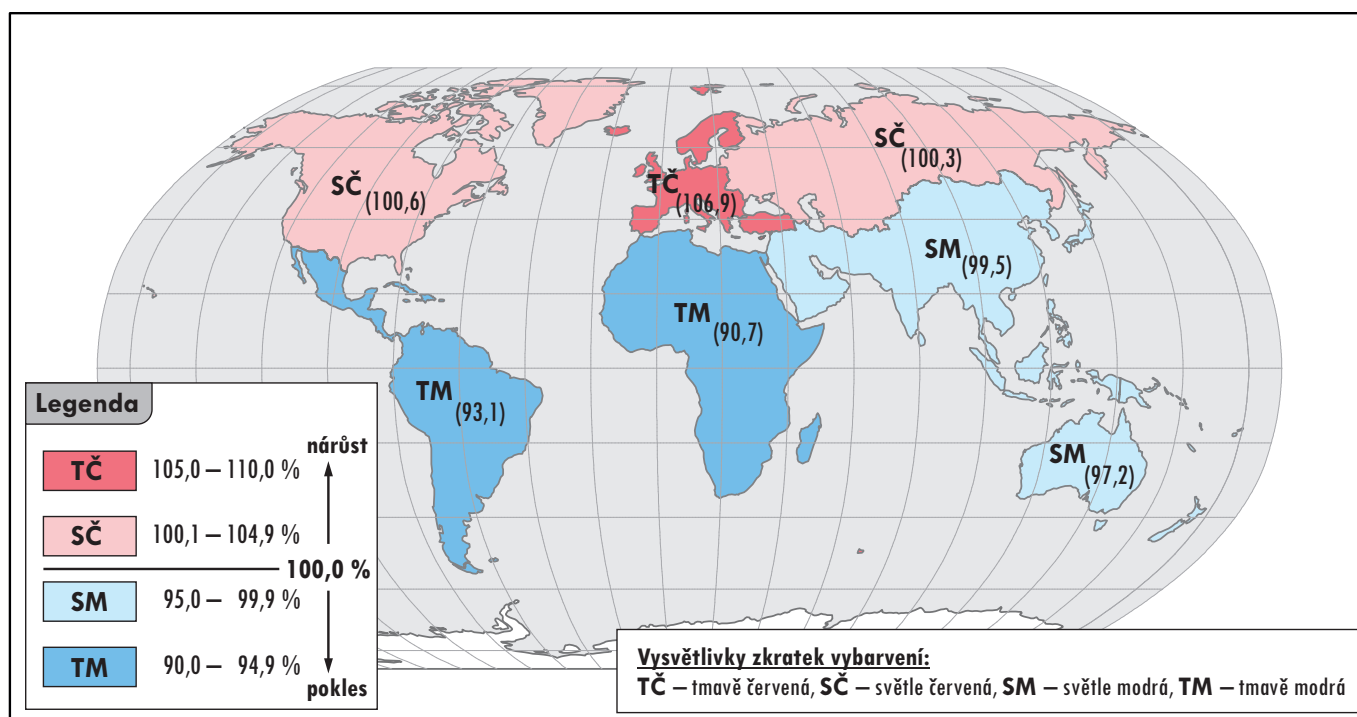 SČ (100,6)
SČ (100,3)
TČ (106,9)
SM (99,5)
TM (90,7)
TM (93,1)
SM (97,2)
Legenda
nárůst
TČ 105,0 – 110,0 %
SČ 100,1 – 104,9 %
100,0 %
SM 95,0 – 99,9 %
TM 90,0 – 94,9 %
pokles
Vysvětlivky zkratek vybarvení:
TČ – tmavě červená, SČ – světle červená, SM – světle modrá, TM – tmavě modrá